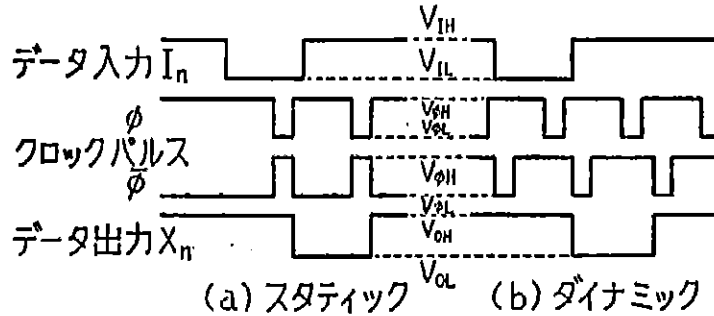 V_IH
データ入力 I_n
V_IL
φ
V_φH
V_φL
クロックパルス
φ̄
V_φH
V_φL
データ出力 X_n
V_OH
V_OL
(a) スタティック
(b) ダイナミック